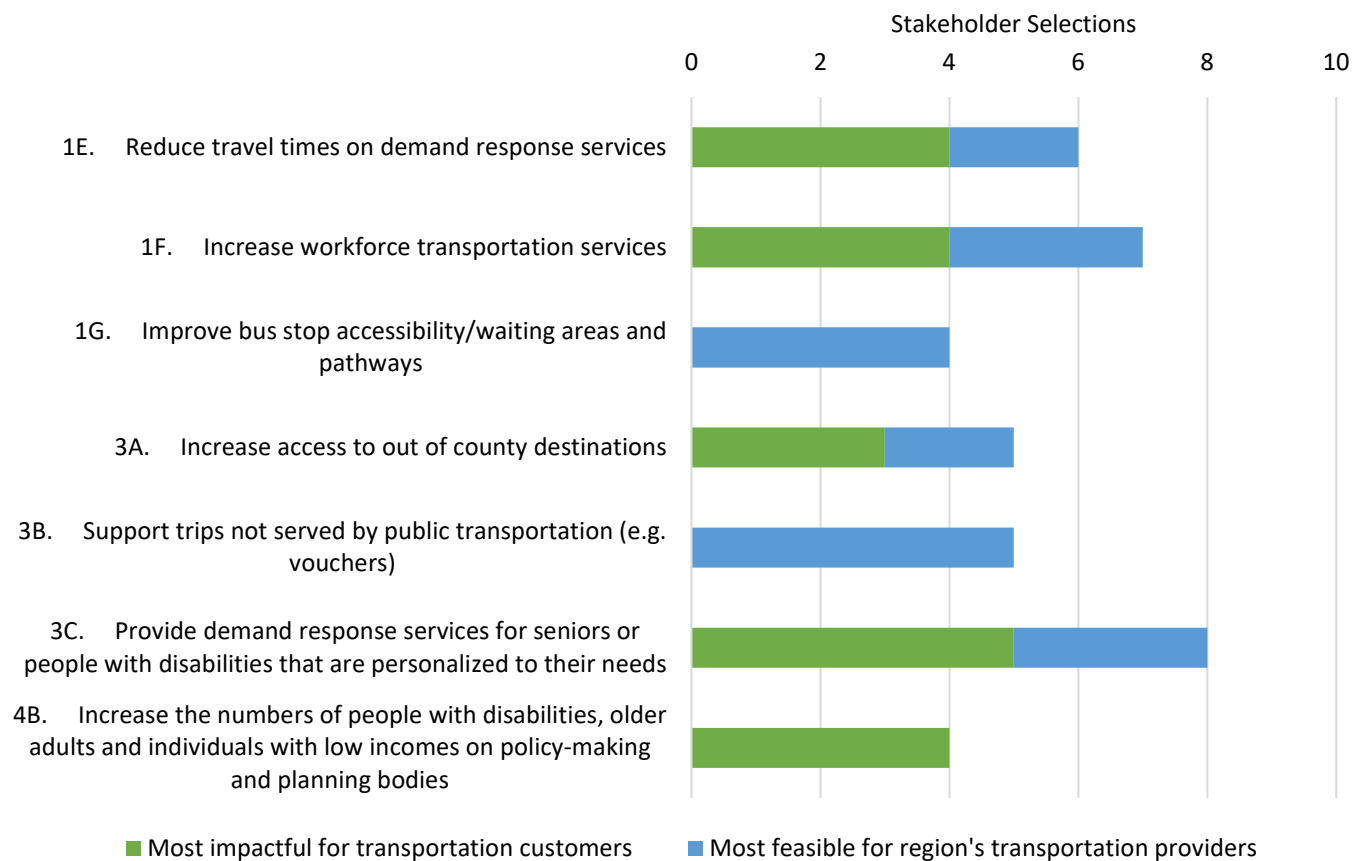 Stakeholder Selections
0 2 4 6 8 10
1E. Reduce travel times on demand response services
1F. Increase workforce transportation services
1G. Improve bus stop accessibility/waiting areas and
pathways
3A. Increase access to out of county destinations
3B. Support trips not served by public transportation (e.g.
vouchers)
3C. Provide demand response services for seniors or
people with disabilities that are personalized to their needs
4B. Increase the numbers of people with disabilities, older
adults and individuals with low incomes on policy-making
and planning bodies
Most impactful for transportation customers Most feasible for region's transportation providers